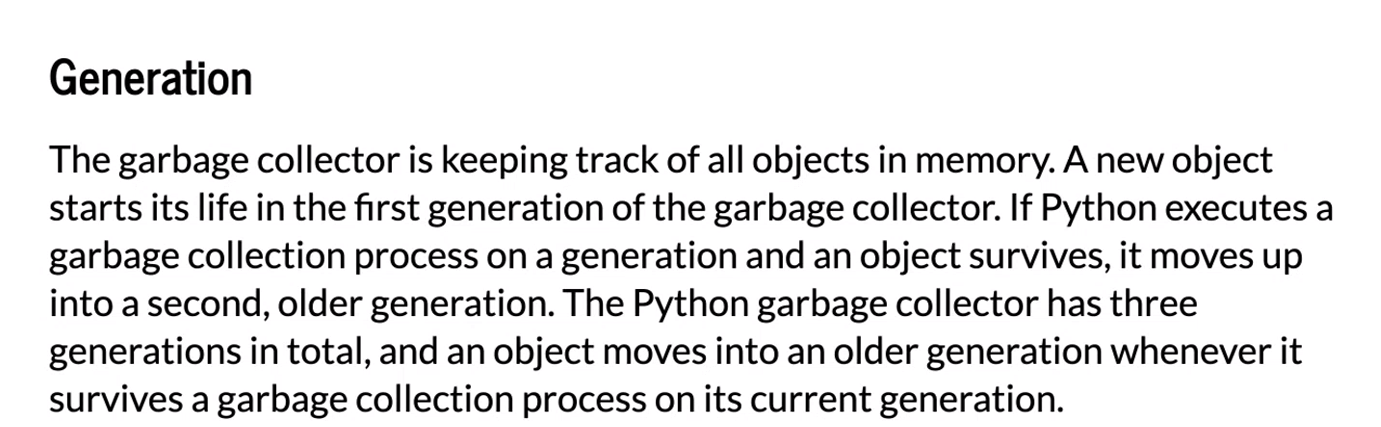 Generation
The garbage collector is keeping track of all objects in memory. A new object
starts its life in the first generation of the garbage collector. If Python executes a
garbage collection process on a generation and an object survives, it moves up
into a second, older generation. The Python garbage collector has three
generations in total, and an object moves into an older generation whenever it
survives a garbage collection process on its current generation.